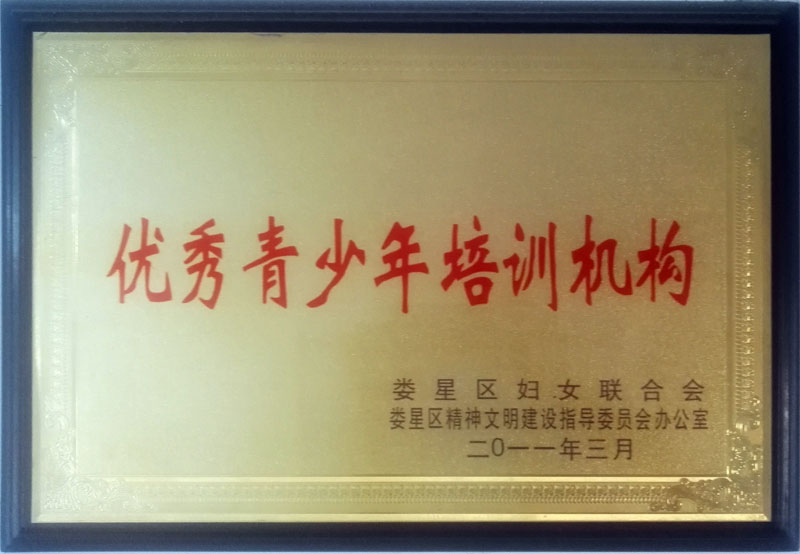 优秀青少年培训机构
娄星区妇女联合会
娄星区精神文明建设指导委员会办公室
二0一一年三月